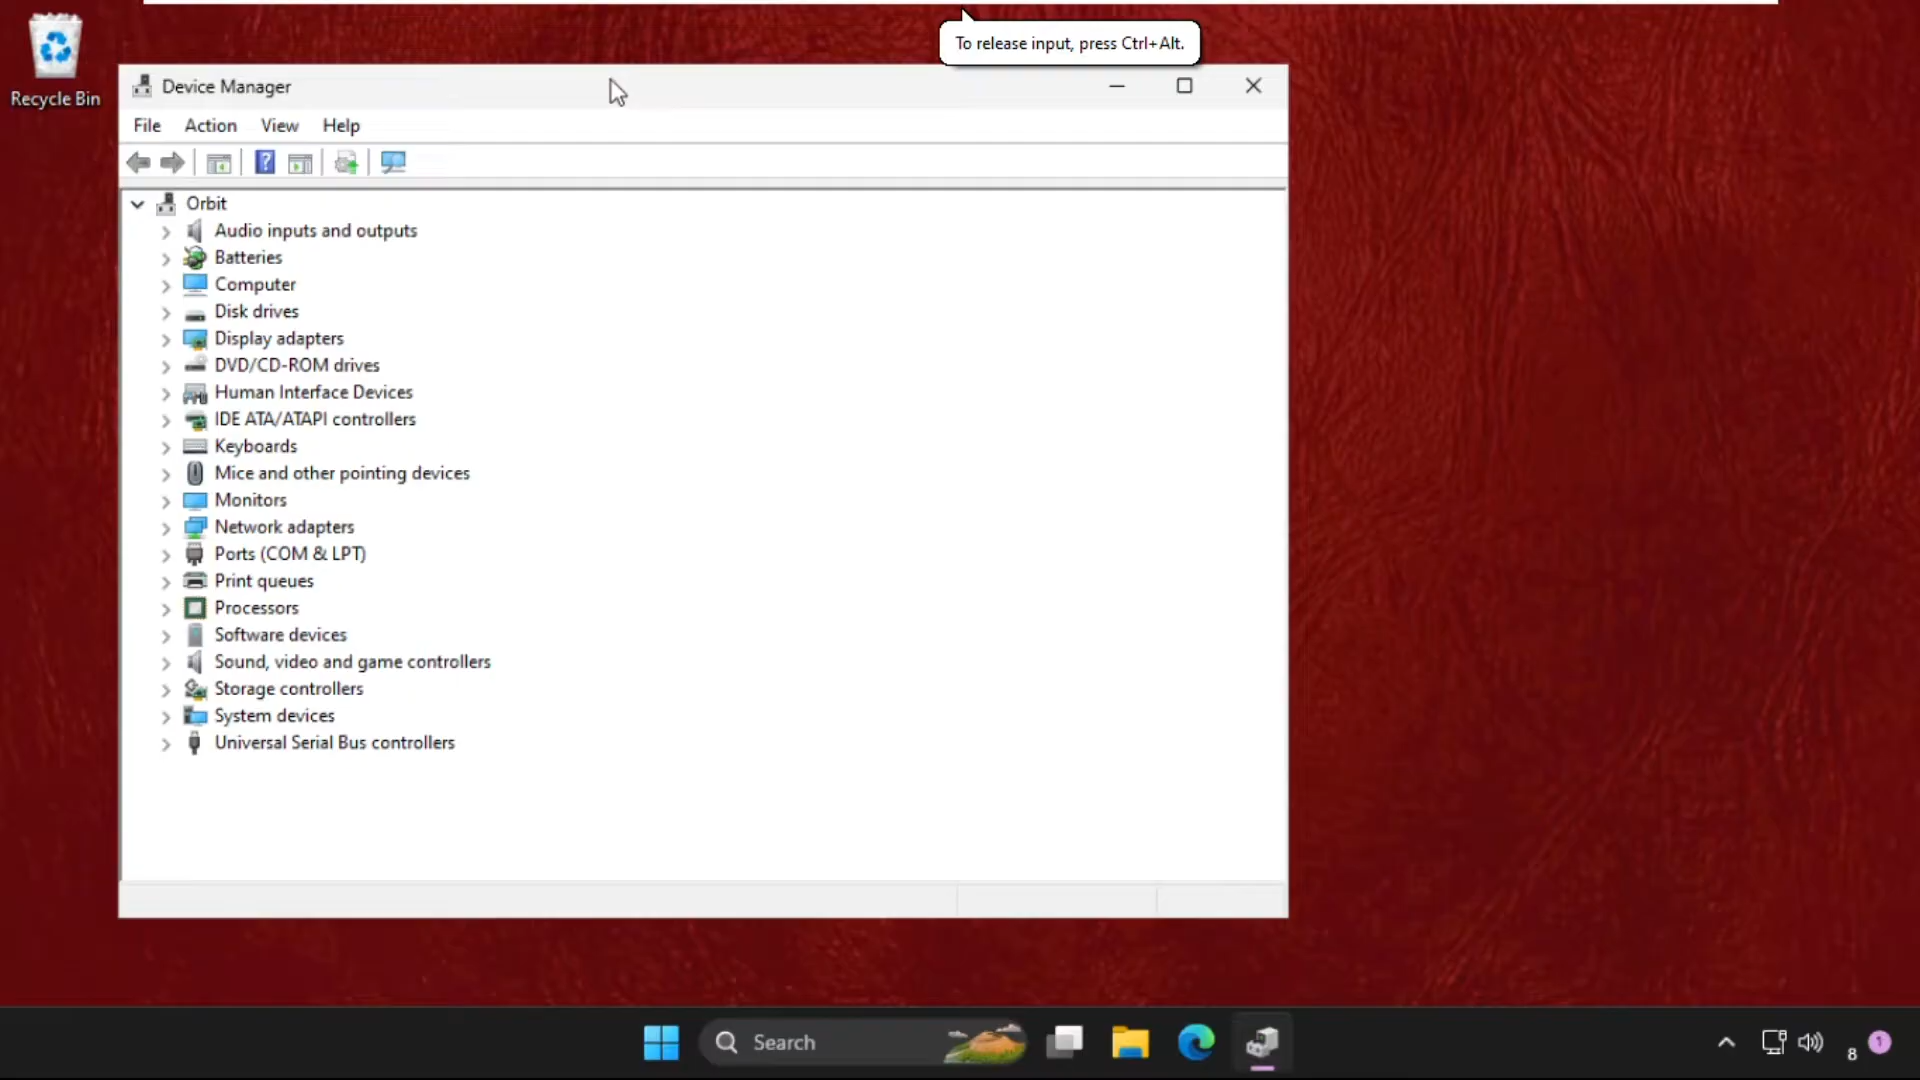 To release input, press Ctrl+Alt.
Recycle Bin
Device Manager
File Action View Help
Orbit
Audio inputs and outputs
Batteries
Computer
Disk drives
Display adapters
DVD/CD-ROM drives
Human Interface Devices
IDE ATA/ATAPI controllers
Keyboards
Mice and other pointing devices
Monitors
Network adapters
Ports (COM & LPT)
Print queues
Processors
Software devices
Sound, video and game controllers
Storage controllers
System devices
Universal Serial Bus controllers
Search
8 1